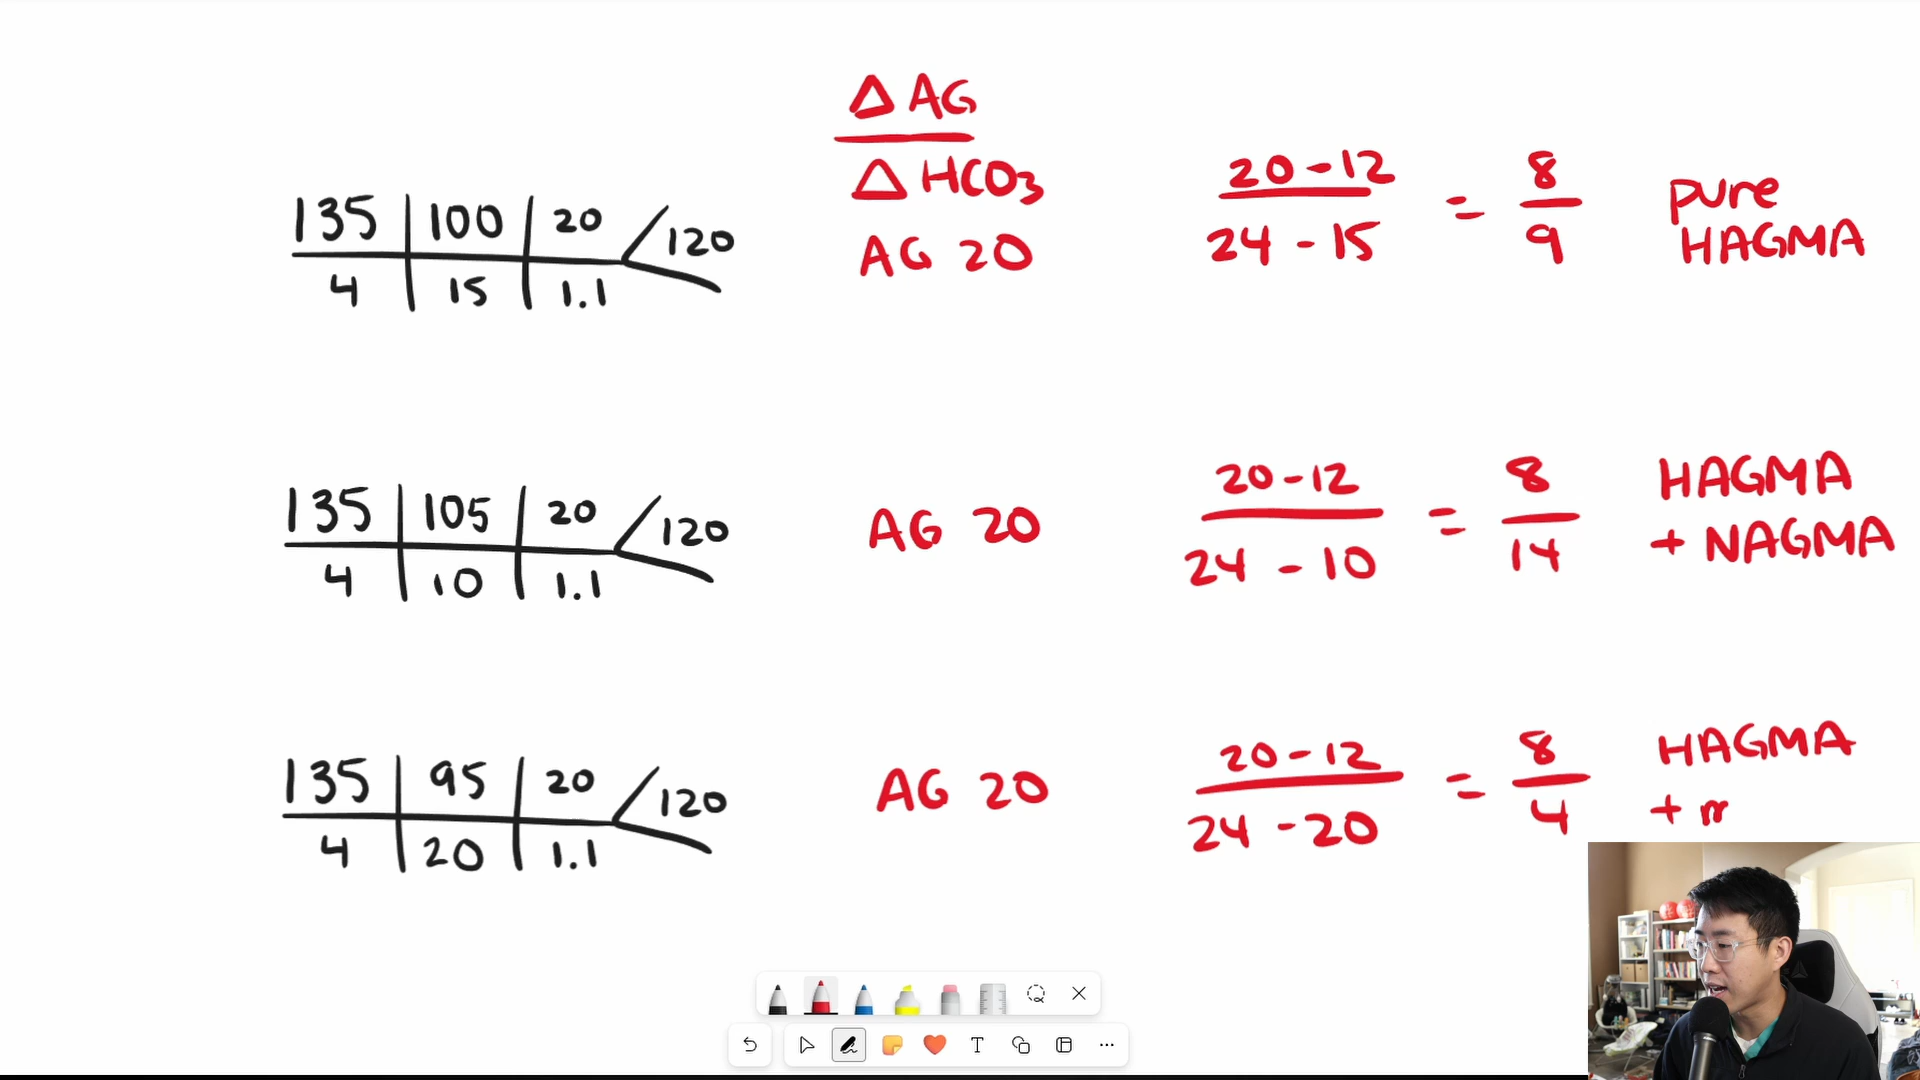 △ AG
△ HCO3
AG 20
135 | 100 | 20 / 120
4 | 15 | 1.1
20 - 12
24 - 15
= 8
9
pure
HAGMA
135 | 105 | 20 / 120
4 | 10 | 1.1
AG 20
20 - 12
24 - 10
= 8
14
HAGMA
+ NAGMA
135 | 95 | 20 / 120
4 | 20 | 1.1
AG 20
20 - 12
24 - 20
= 8
4
HAGMA
+ m
T